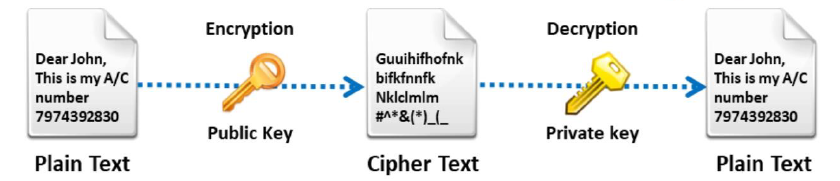 Dear John,
This is my A/C
number
7974392830
Plain Text
Encryption
Public Key
Guuihifhofnk
bifkfnnfk
Nklclmlm
#^*&(*)_(_
Cipher Text
Decryption
Private key
Dear John,
This is my A/C
number
7974392830
Plain Text